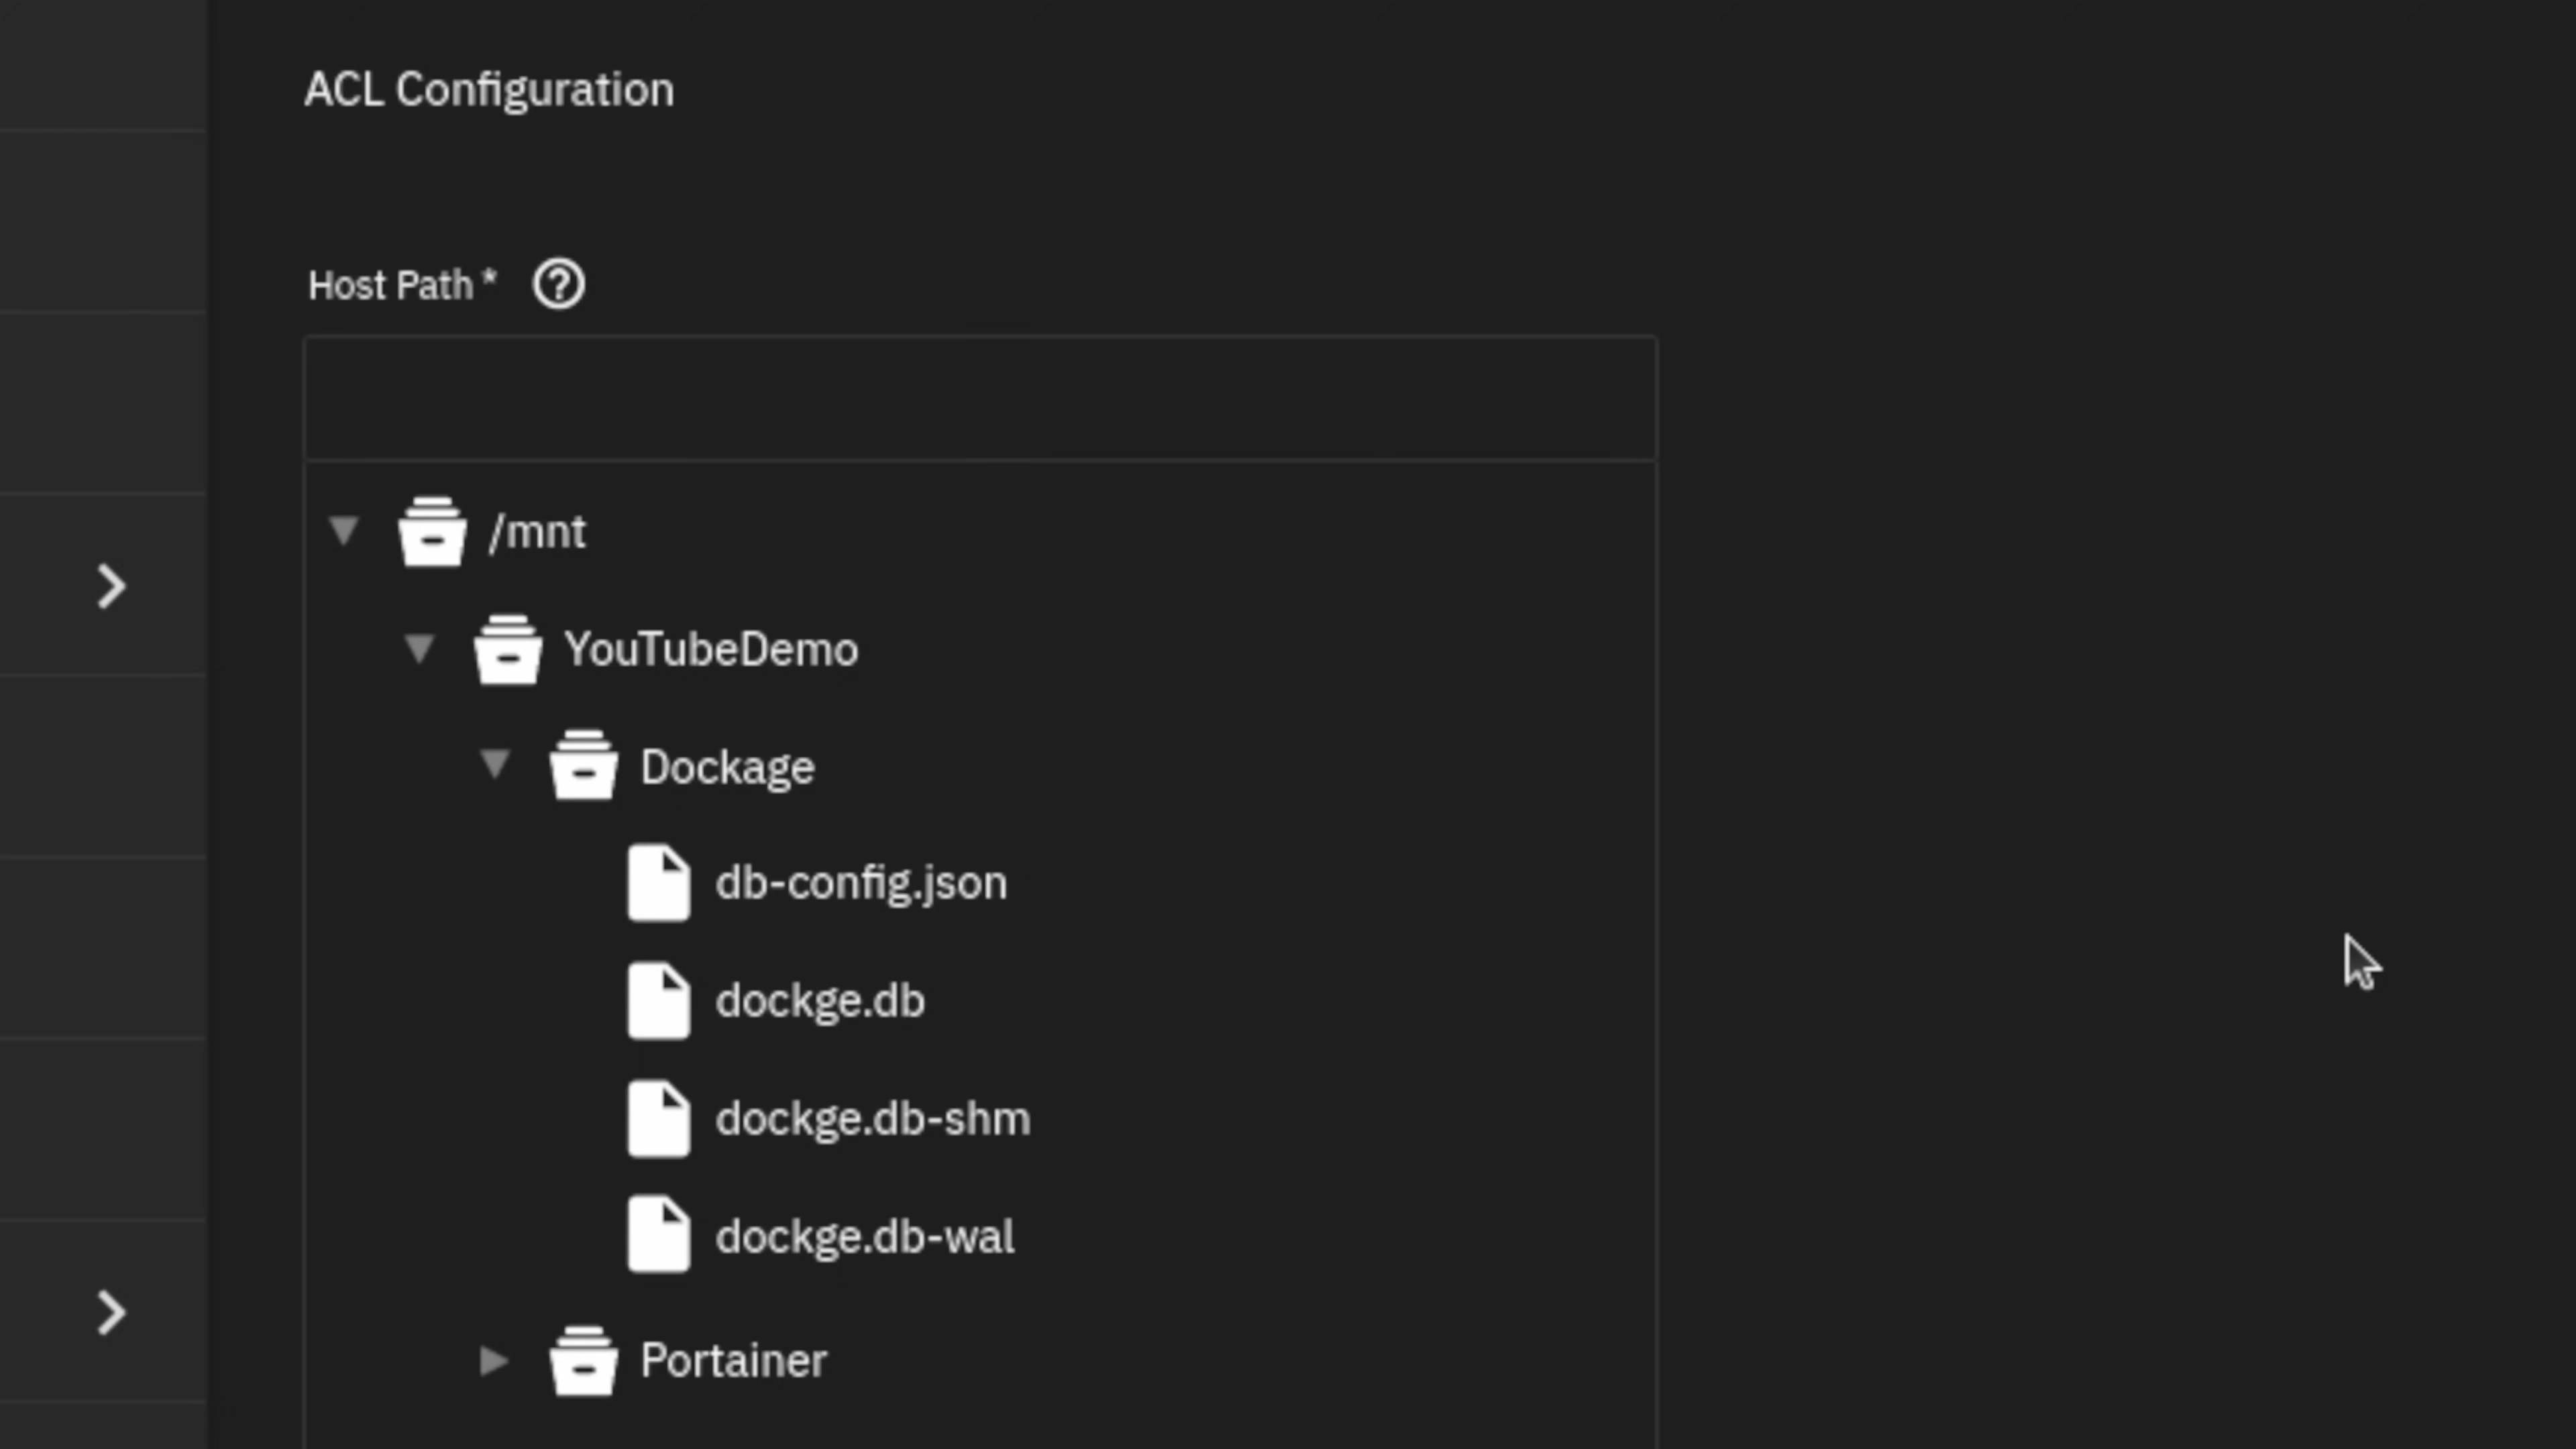 ACL Configuration
Host Path *
/mnt
YouTubeDemo
Dockage
db-config.json
dockge.db
dockge.db-shm
dockge.db-wal
Portainer